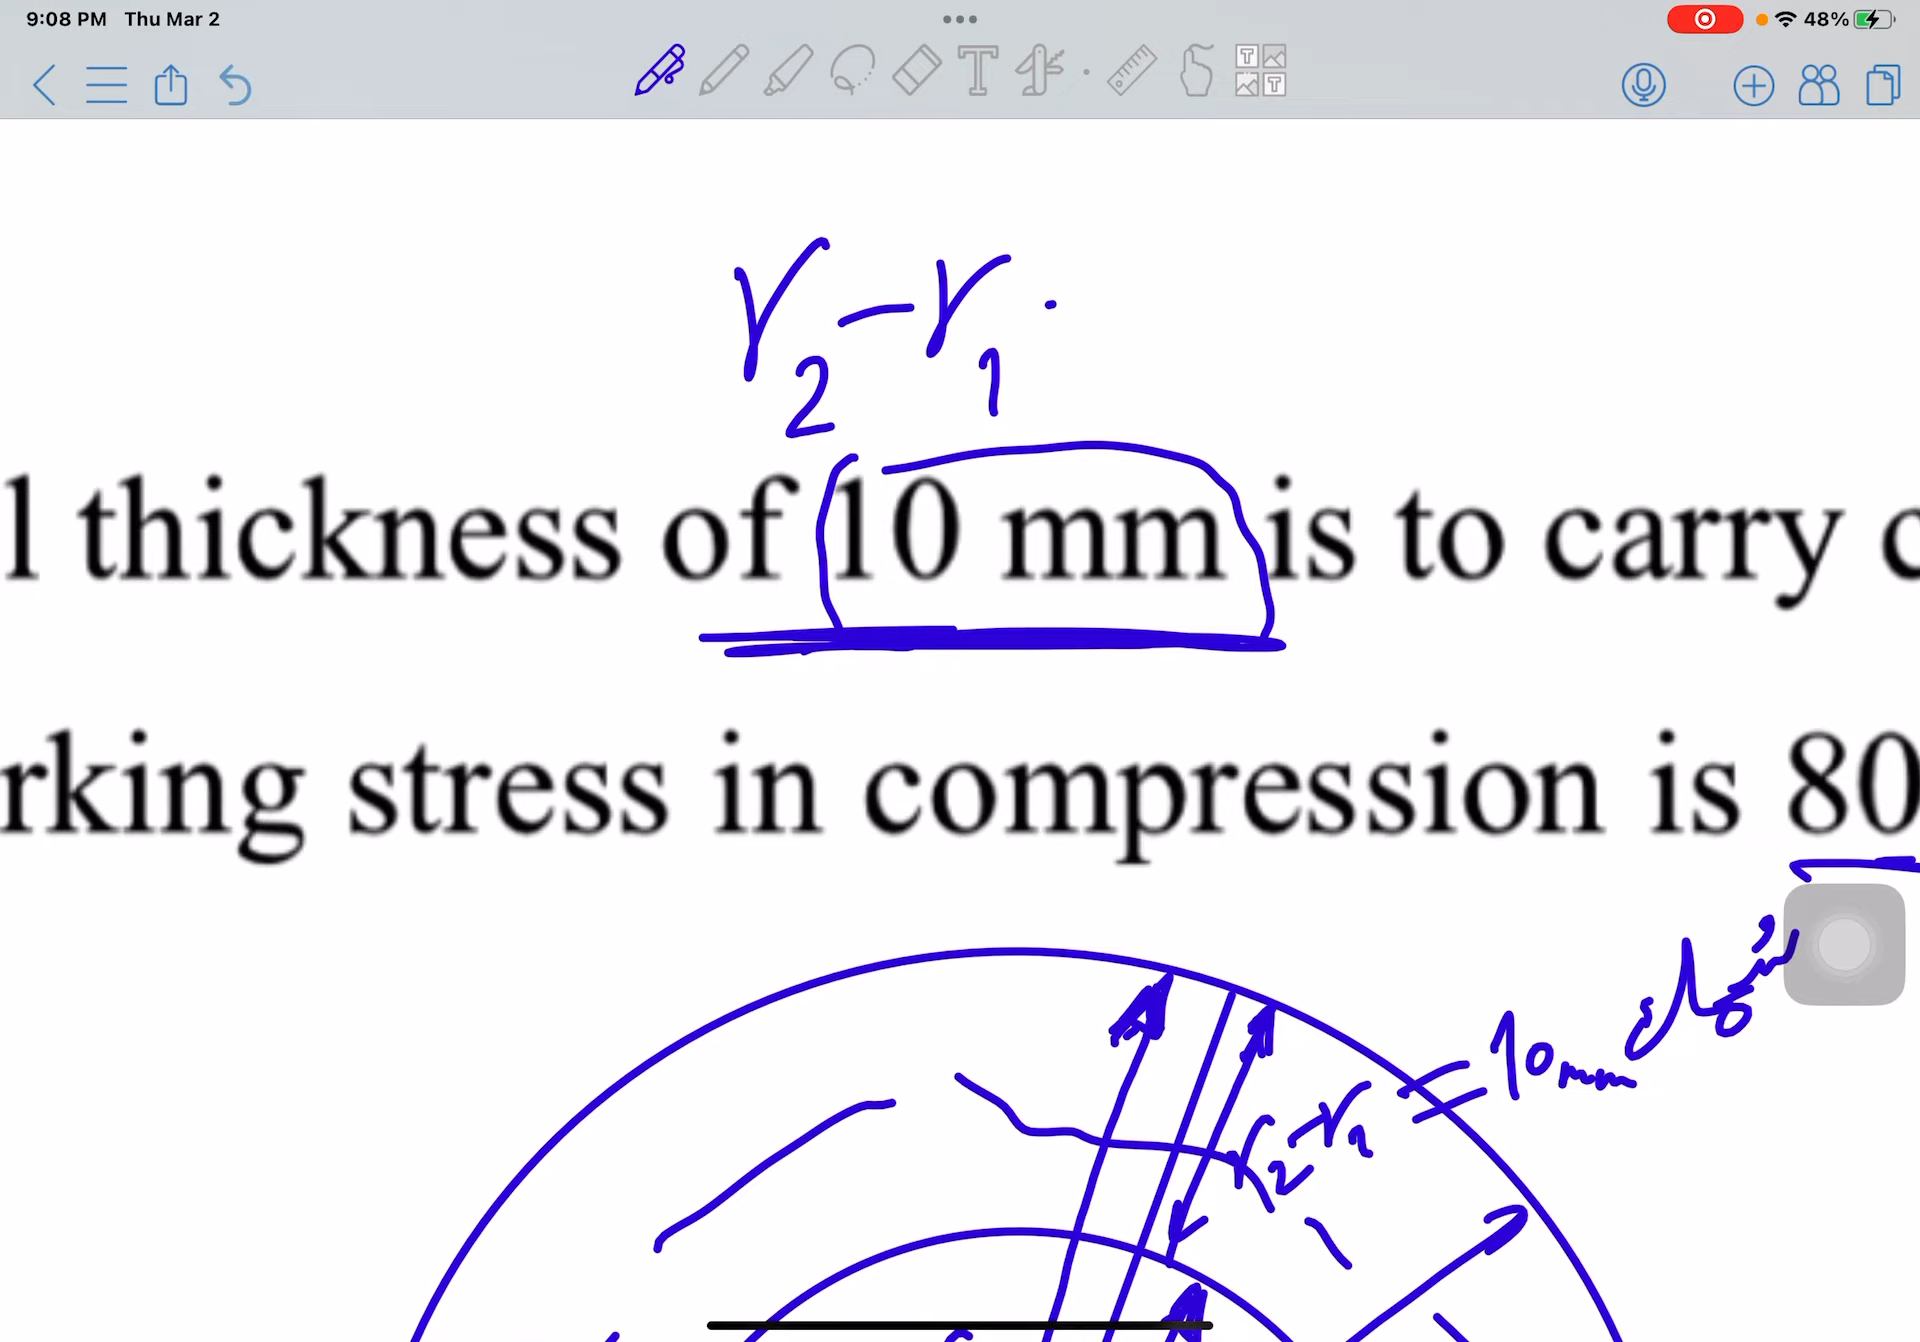 9:08 PM Thu Mar 2
48%
r2 - r1
l thickness of 10 mm is to carry c
rking stress in compression is 80
r2 - r1 = 10mm